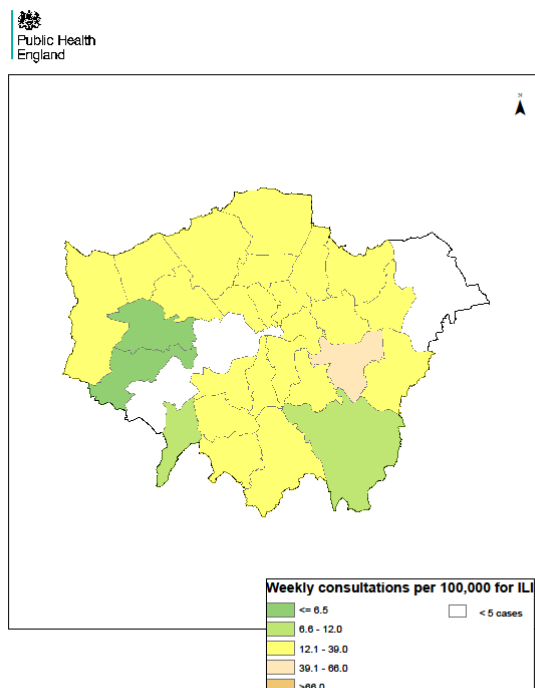 Public Health
England
N
Weekly consultations per 100,000 for ILI
<= 6.5
< 5 cases
6.6 - 12.0
12.1 - 39.0
39.1 - 66.0
>66.0